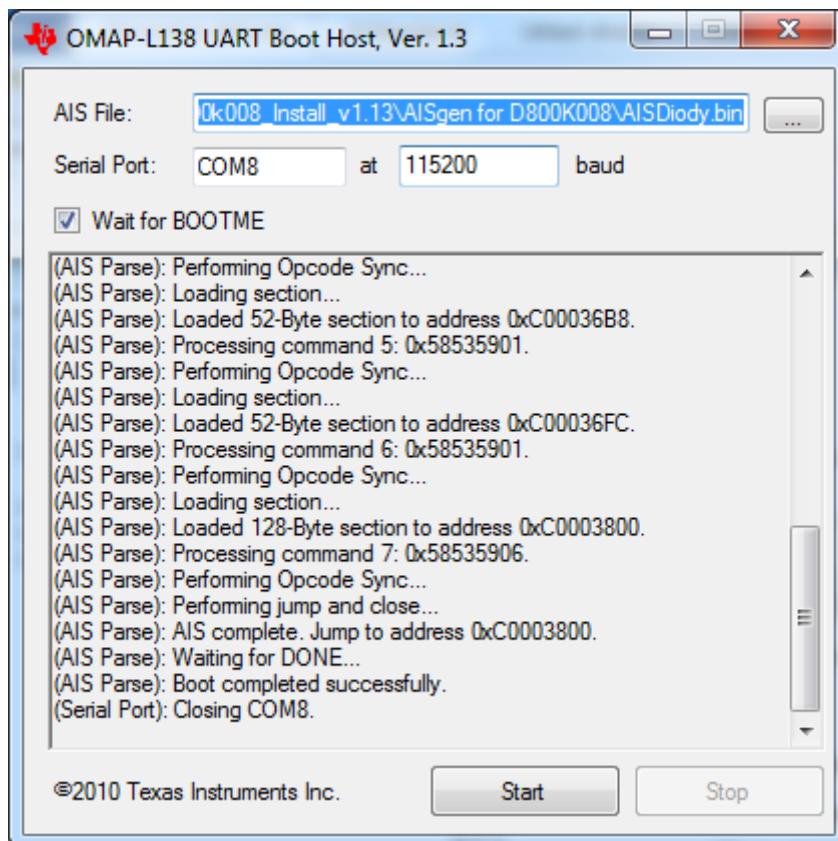 OMAP-L138 UART Boot Host, Ver. 1.3
AIS File: 0k008_Install_v1.13\AISgen for D800K008\AISDiody.bin ...
Serial Port: COM8 at 115200 baud
Wait for BOOTME
(AIS Parse): Performing Opcode Sync...
(AIS Parse): Loading section...
(AIS Parse): Loaded 52-Byte section to address 0xC00036B8.
(AIS Parse): Processing command 5: 0x58535901.
(AIS Parse): Performing Opcode Sync...
(AIS Parse): Loading section...
(AIS Parse): Loaded 52-Byte section to address 0xC00036FC.
(AIS Parse): Processing command 6: 0x58535901.
(AIS Parse): Performing Opcode Sync...
(AIS Parse): Loading section...
(AIS Parse): Loaded 128-Byte section to address 0xC0003800.
(AIS Parse): Processing command 7: 0x58535906.
(AIS Parse): Performing Opcode Sync...
(AIS Parse): Performing jump and close...
(AIS Parse): AIS complete. Jump to address 0xC0003800.
(AIS Parse): Waiting for DONE...
(AIS Parse): Boot completed successfully.
(Serial Port): Closing COM8.
©2010 Texas Instruments Inc. Start Stop